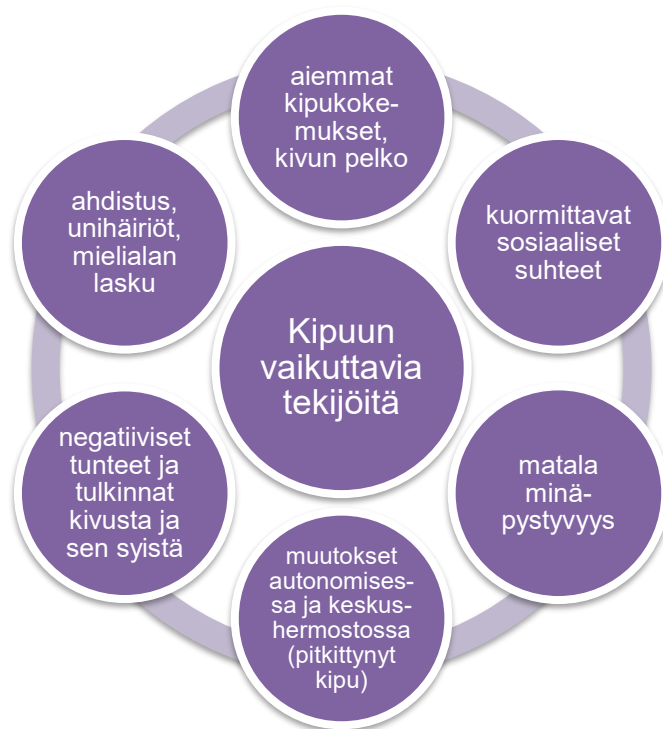 aiemmat
kipukoke-
mukset,
kivun pelko
kuormittavat
sosiaaliset
suhteet
matala
minä-
pystyvyys
muutokset
autonomises-
sa ja keskus-
hermostossa
(pitkittynyt
kipu)
negatiiviset
tunteet ja
tulkinnat
kivusta ja
sen syistä
ahdistus,
unihäiriöt,
mielialan
lasku
Kipuun
vaikuttavia
tekijöitä